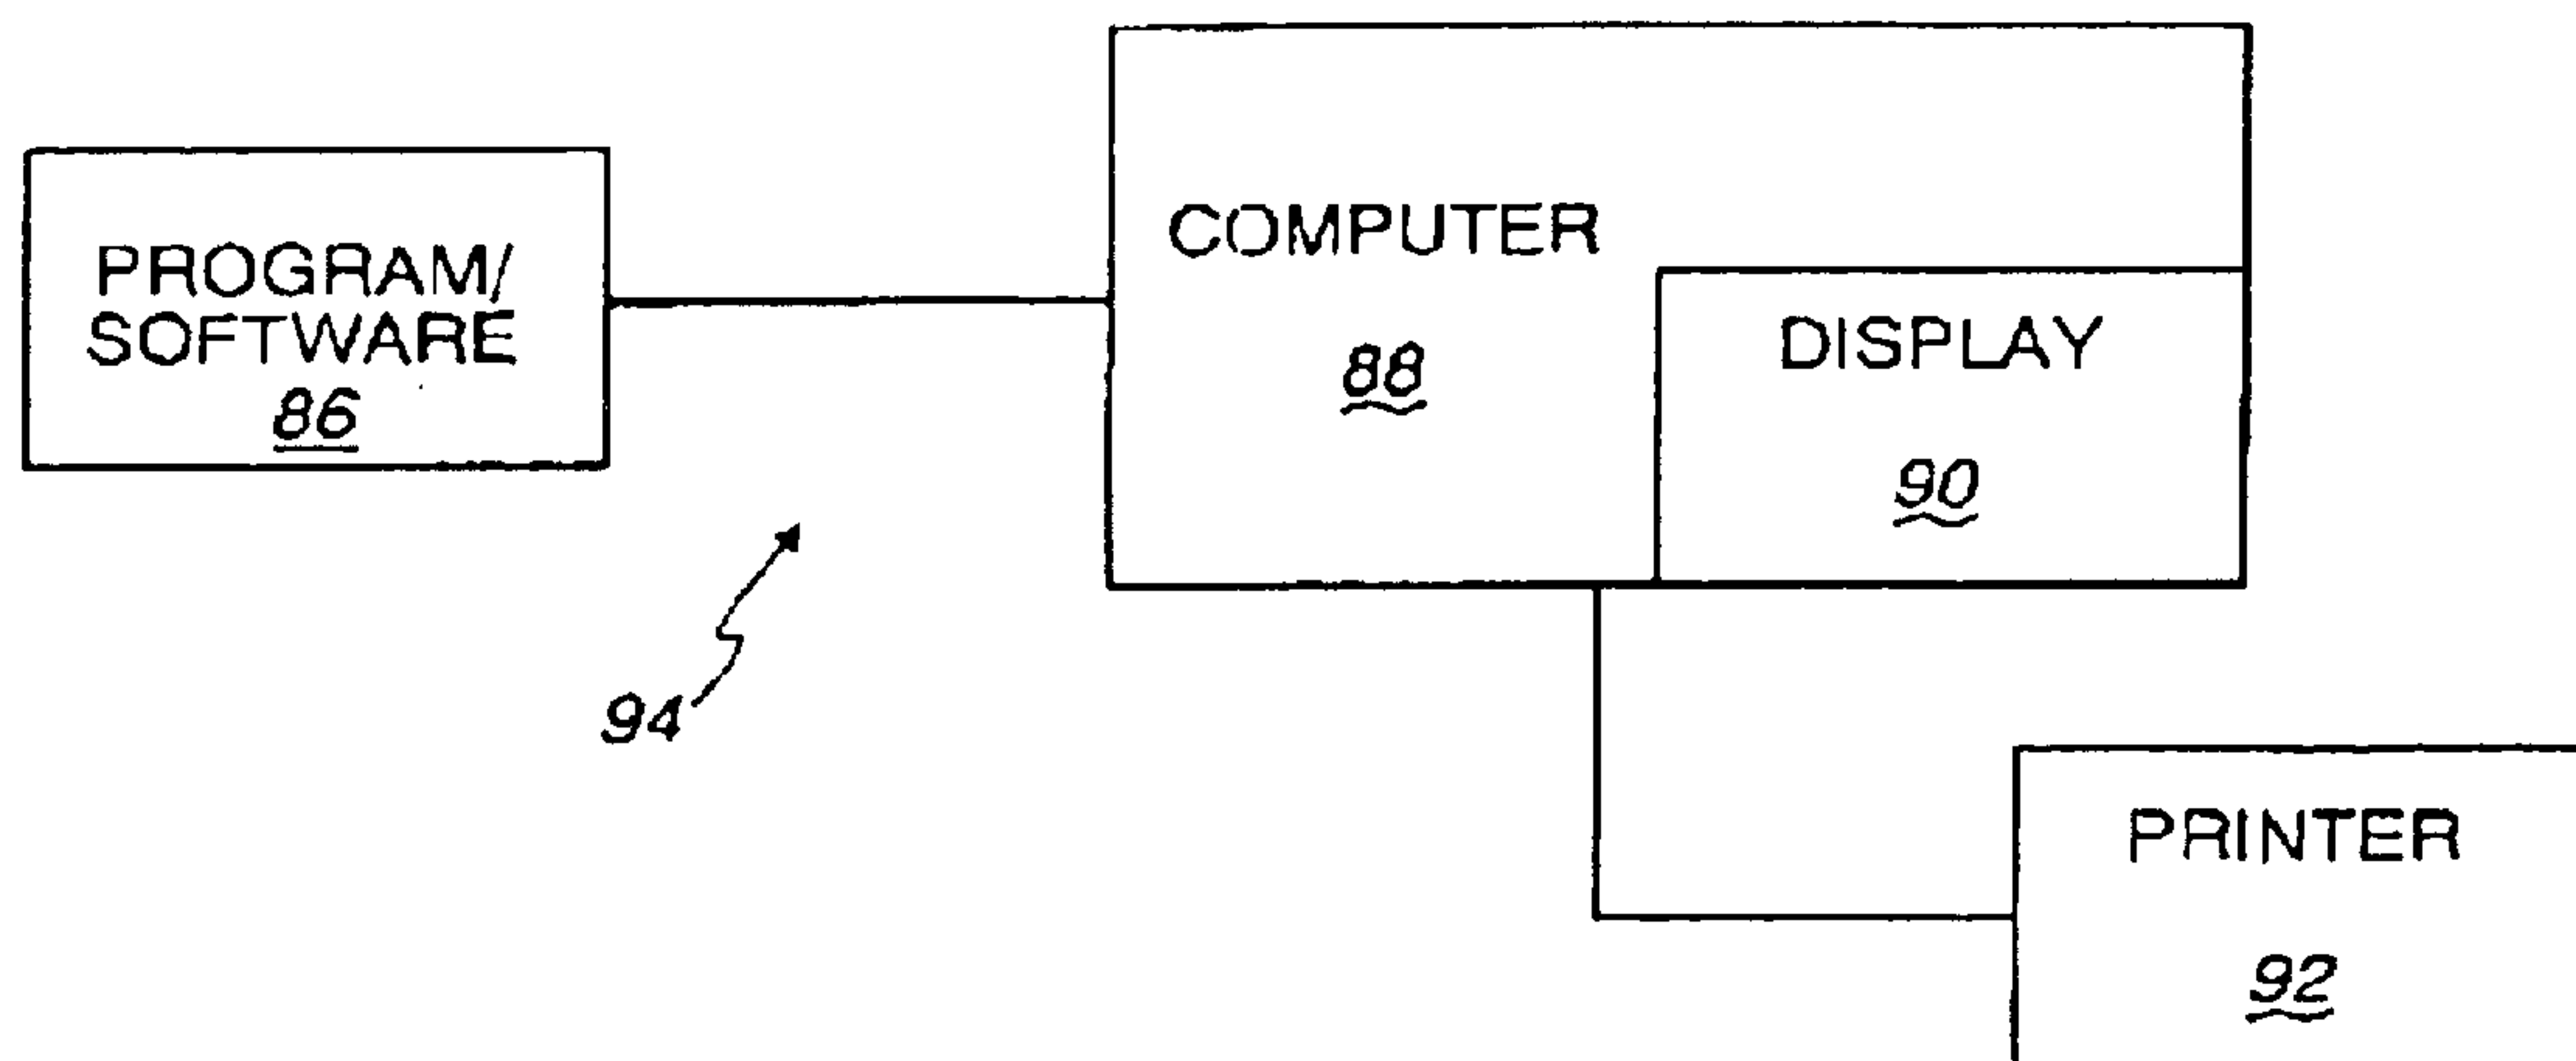 PROGRAM/
SOFTWARE
86
COMPUTER
88
DISPLAY
90
94
PRINTER
92